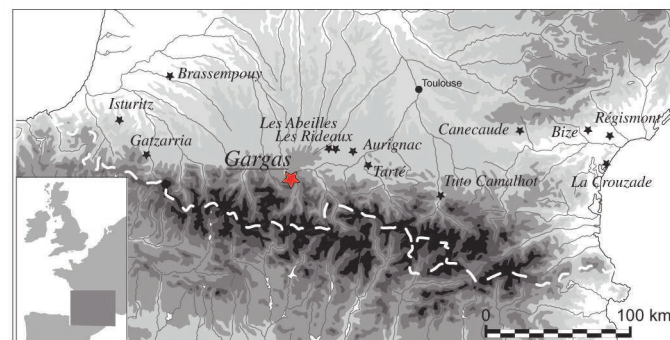 Brassempouy
Toulouse
Isturitz
Les Abeilles
Les Rideaux
Canecaude
Bize
Régismont
Gatzarria
Gargas
Aurignac
Tarté
Tuto Camalhot
La Crouzade
0 100 km